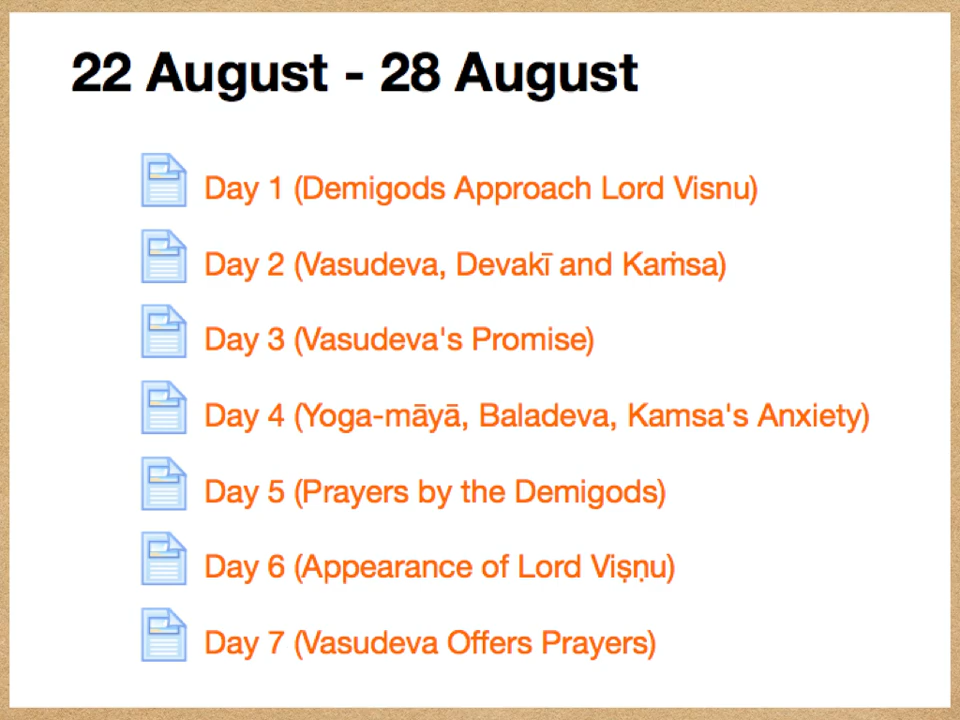 22 August - 28 August
Day 1 (Demigods Approach Lord Visnu)
Day 2 (Vasudeva, Devakī and Kaṁsa)
Day 3 (Vasudeva's Promise)
Day 4 (Yoga-māyā, Baladeva, Kamsa's Anxiety)
Day 5 (Prayers by the Demigods)
Day 6 (Appearance of Lord Viṣṇu)
Day 7 (Vasudeva Offers Prayers)